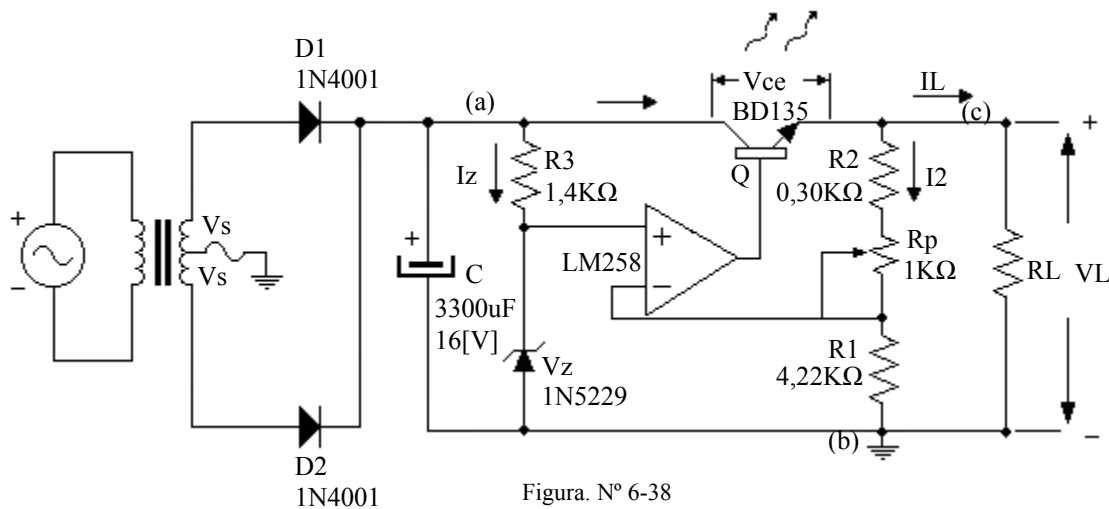 D1
1N4001
(a)
Vce
BD135
IL
(c)
+
Iz
R3
1,4KΩ
Q
R2
0,30KΩ
I2
+
Vs
Vs
−
+
C
3300uF
16[V]
+
LM258
−
Rp
1KΩ
RL
VL
Vz
1N5229
R1
4,22KΩ
(b)
−
D2
1N4001
Figura. Nº 6-38